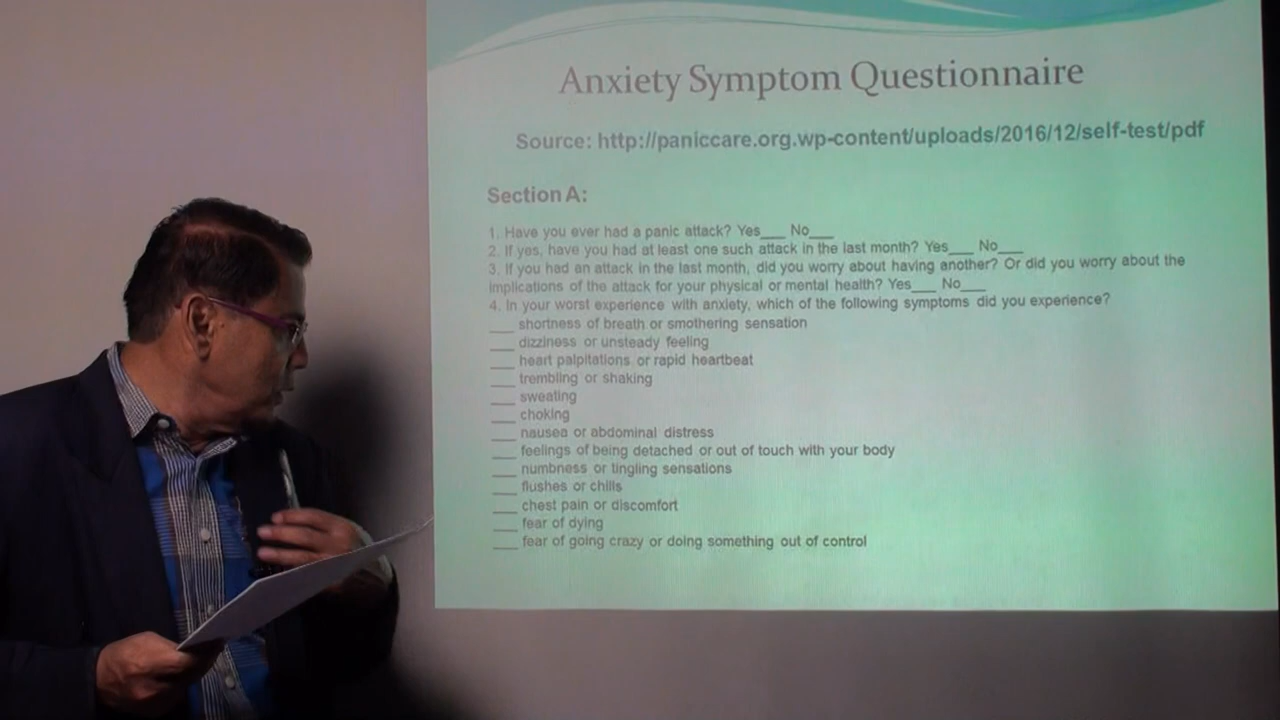 Anxiety Symptom Questionnaire
Source: http://paniccare.org.wp-content/uploads/2016/12/self-test/pdf
Section A:
1. Have you ever had a panic attack? Yes___ No___
2. If yes, have you had at least one such attack in the last month? Yes___ No___
3. If you had an attack in the last month, did you worry about having another? Or did you worry about the
implications of the attack for your physical or mental health? Yes___ No___
4. In your worst experience with anxiety, which of the following symptoms did you experience?
___ shortness of breath or smothering sensation
___ dizziness or unsteady feeling
___ heart palpitations or rapid heartbeat
___ trembling or shaking
___ sweating
___ choking
___ nausea or abdominal distress
___ feelings of being detached or out of touch with your body
___ numbness or tingling sensations
___ flushes or chills
___ chest pain or discomfort
___ fear of dying
___ fear of going crazy or doing something out of control